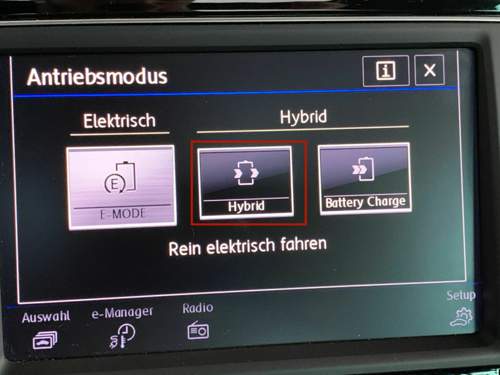 Antriebsmodus
i X
Elektrisch Hybrid
E
E-MODE Hybrid Battery Charge
Rein elektrisch fahren
Auswahl e-Manager Radio Setup